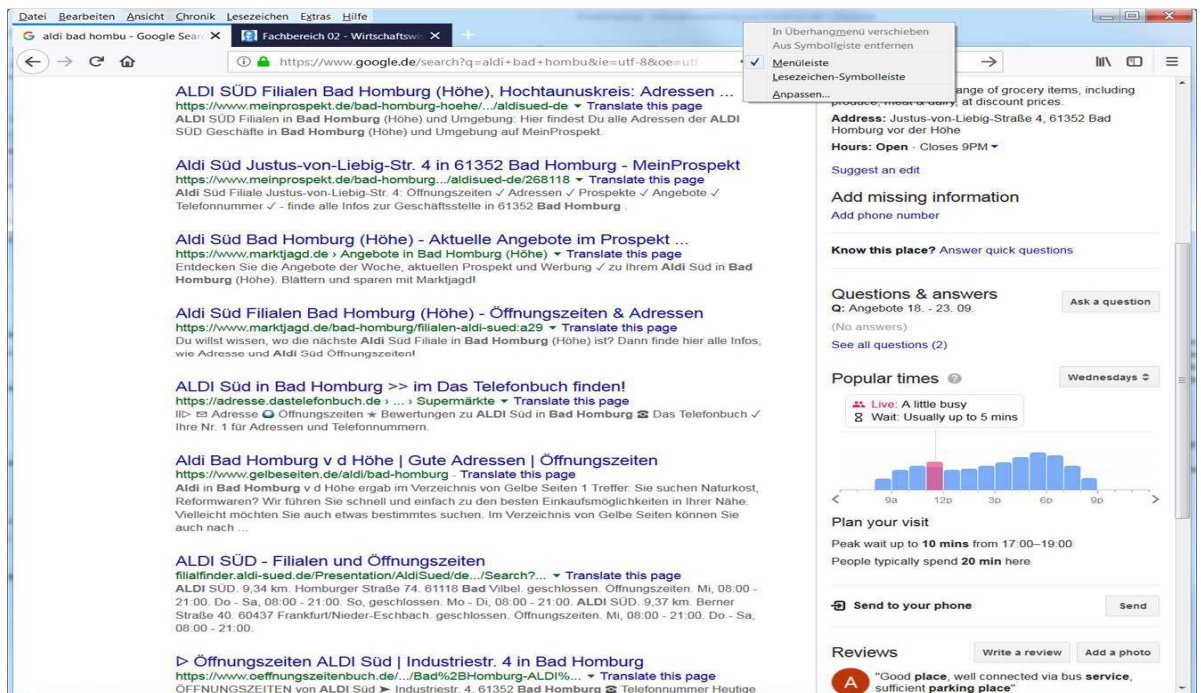 Datei Bearbeiten Ansicht Chronik Lesezeichen Extras Hilfe
aldi bad hombu - Google Sear
Fachbereich 02 - Wirtschaftswi
https://www.google.de/search?q=aldi+bad+hombu&ie=utf-8&oe=utf
In Überhangmenü verschieben
Aus Symbolleiste entfernen
Menüleiste
Lesezeichen-Symbolleiste
Anpassen...
ALDI SÜD Filialen Bad Homburg (Höhe), Hochtaunuskreis: Adressen ...
https://www.meinprospekt.de/bad-homburg-hoehe/.../aldisued-de ▾ Translate this page
ALDI SÜD Filialen in Bad Homburg (Höhe) und Umgebung: Hier findest Du alle Adressen der ALDI
SÜD Geschäfte in Bad Homburg (Höhe) und Umgebung auf MeinProspekt.
Aldi Süd Justus-von-Liebig-Str. 4 in 61352 Bad Homburg - MeinProspekt
https://www.meinprospekt.de/bad-homburg.../aldisued-de/268118 ▾ Translate this page
Aldi Süd Filiale Justus-von-Liebig-Str. 4: Öffnungszeiten ✓ Adressen ✓ Prospekte ✓ Angebote ✓
Telefonnummer ✓ - finde alle Infos zur Geschäftsstelle in 61352 Bad Homburg .
Aldi Süd Bad Homburg (Höhe) - Aktuelle Angebote im Prospekt ...
https://www.marktjagd.de › Angebote in Bad Homburg (Höhe) ▾ Translate this page
Entdecken Sie die Angebote der Woche, aktuellen Prospekt und Werbung ✓ zu Ihrem Aldi Süd in Bad
Homburg (Höhe). Blättern und sparen mit Marktjagd!
Aldi Süd Filialen Bad Homburg (Höhe) - Öffnungszeiten & Adressen
https://www.marktjagd.de/bad-homburg/filialen-aldi-sued:a29 ▾ Translate this page
Du willst wissen, wo die nächste Aldi Süd Filiale in Bad Homburg (Höhe) ist? Dann finde hier alle Infos,
wie Adresse und Aldi Süd Öffnungszeiten!
ALDI Süd in Bad Homburg >> im Das Telefonbuch finden!
https://adresse.dastelefonbuch.de › ... › Supermärkte ▾ Translate this page
II▷ ✉ Adresse Öffnungszeiten ★ Bewertungen zu ALDI Süd in Bad Homburg ☎ Das Telefonbuch ✓
Ihre Nr. 1 für Adressen und Telefonnummern.
Aldi Bad Homburg v d Höhe | Gute Adressen | Öffnungszeiten
https://www.gelbeseiten.de/aldi/bad-homburg - Translate this page
Aldi in Bad Homburg v d Höhe ergab im Verzeichnis von Gelbe Seiten 1 Treffer. Sie suchen Naturkost,
Reformwaren? Wir führen Sie schnell und einfach zu den besten Einkaufsmöglichkeiten in Ihrer Nähe.
Vielleicht möchten Sie auch etwas bestimmtes suchen. Im Verzeichnis von Gelbe Seiten können Sie
auch nach ...
ALDI SÜD - Filialen und Öffnungszeiten
filialfinder.aldi-sued.de/Presentation/AldiSued/de.../Search?... ▾ Translate this page
ALDI SÜD. 9,34 km. Homburger Straße 74. 61118 Bad Vilbel. geschlossen. Öffnungszeiten. Mi, 08:00 -
21:00. Do - Sa, 08:00 - 21:00. So, geschlossen. Mo - Di, 08:00 - 21:00. ALDI SÜD. 9,37 km. Berner
Straße 40. 60437 Frankfurt/Nieder-Eschbach. geschlossen. Öffnungszeiten. Mi, 08:00 - 21:00. Do - Sa,
08:00 - 21:00.
▷ Öffnungszeiten ALDI Süd | Industriestr. 4 in Bad Homburg
https://www.oeffnungszeitenbuch.de/.../Bad%2BHomburg-ALDI%... ▾ Translate this page
ÖFFNUNGSZEITEN von ALDI Süd ➤ Industriestr. 4, 61352 Bad Homburg ☎ Telefonnummer Heutige
ange of grocery items, including
produce, meat & dairy, at discount prices.
Address: Justus-von-Liebig-Straße 4, 61352 Bad
Homburg vor der Höhe
Hours: Open · Closes 9PM ▾
Suggest an edit
Add missing information
Add phone number
Know this place? Answer quick questions
Questions & answers
Ask a question
Q: Angebote 18. - 23. 09.
(No answers)
See all questions (2)
Popular times
Wednesdays
Live: A little busy
Wait: Usually up to 5 mins
9a 12p 3p 6p 9p
Plan your visit
Peak wait up to 10 mins from 17:00–19:00
People typically spend 20 min here
Send to your phone
Send
Reviews
Write a review
Add a photo
A
"Good place, well connected via bus service,
sufficient parking place"